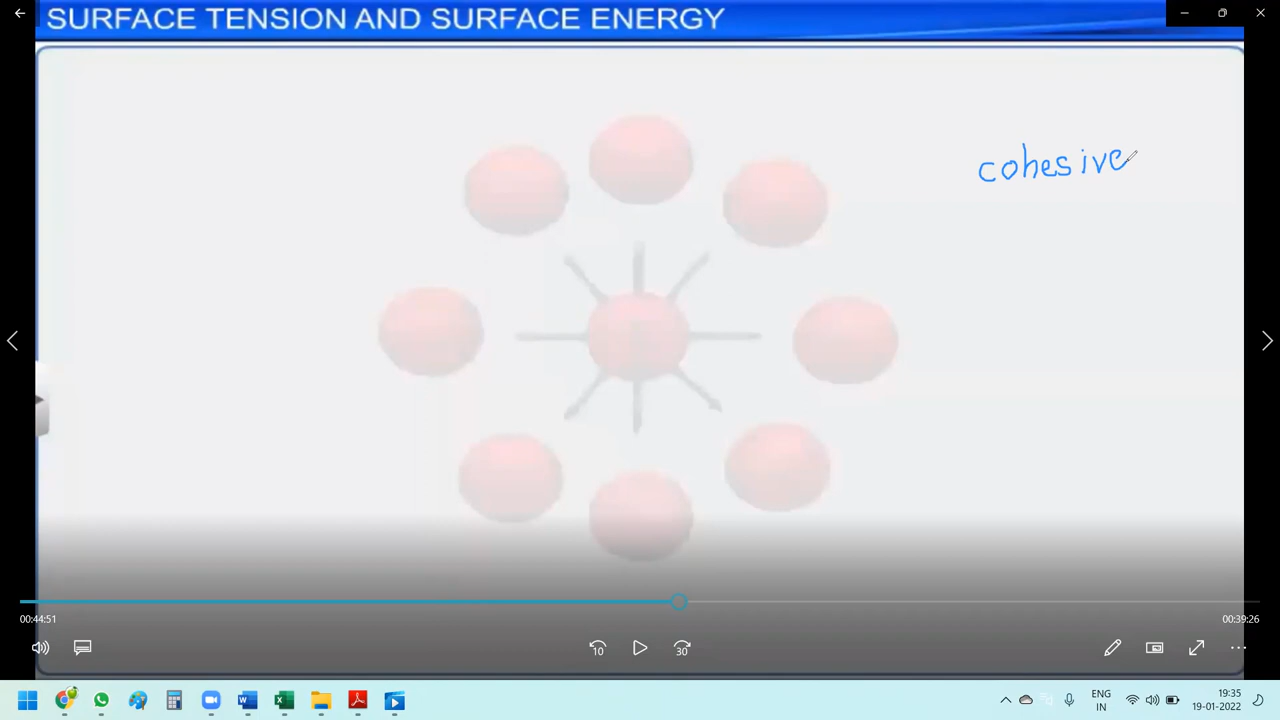 SURFACE TENSION AND SURFACE ENERGY
cohesive
00:44:51
00:39:26
10
30
ENG
IN
19:35
19-01-2022